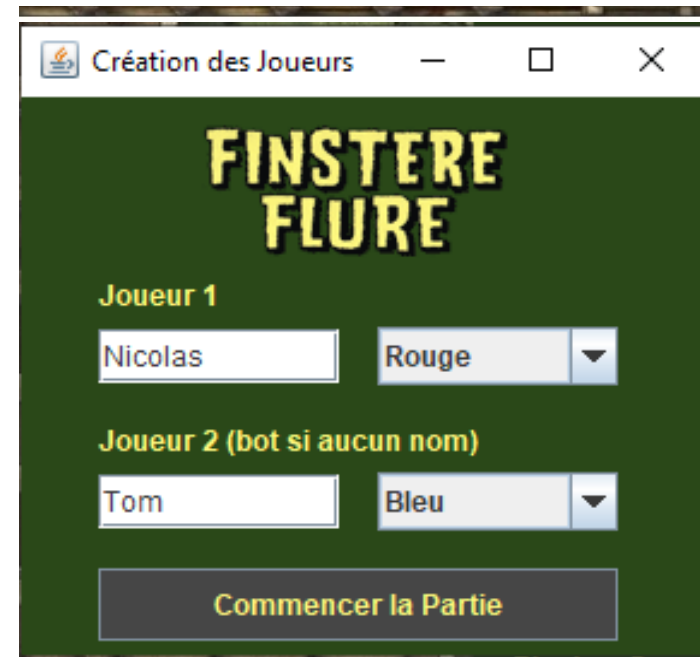 Création des Joueurs
FINSTERE
FLURE
Joueur 1
Nicolas Rouge
Joueur 2 (bot si aucun nom)
Tom Bleu
Commencer la Partie